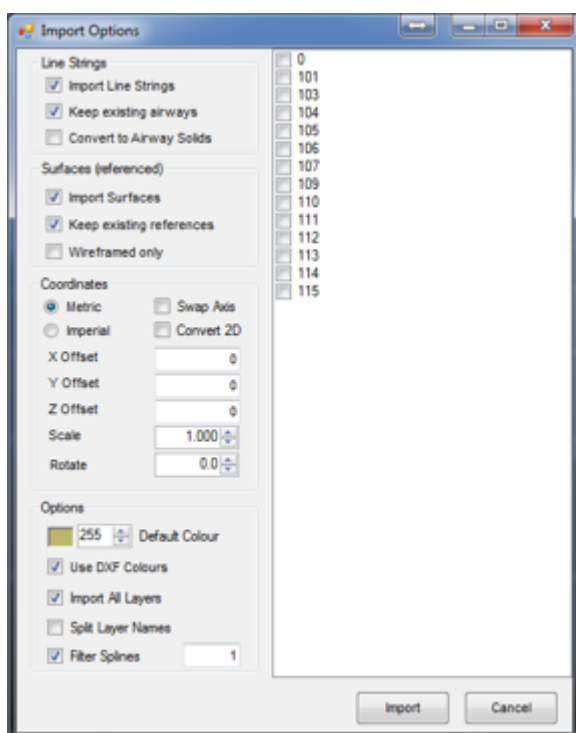 Import Options
Line Strings
Import Line Strings
Keep existing airways
Convert to Airway Solids
Surfaces (referenced)
Import Surfaces
Keep existing references
Wireframed only
Coordinates
Metric Swap Axis
Imperial Convert 2D
X Offset 0
Y Offset 0
Z Offset 0
Scale 1.000
Rotate 0.0
Options
255 Default Colour
Use DXF Colours
Import All Layers
Split Layer Names
Filter Splines 1
0
101
103
104
105
106
107
109
110
111
112
113
114
115
Import Cancel